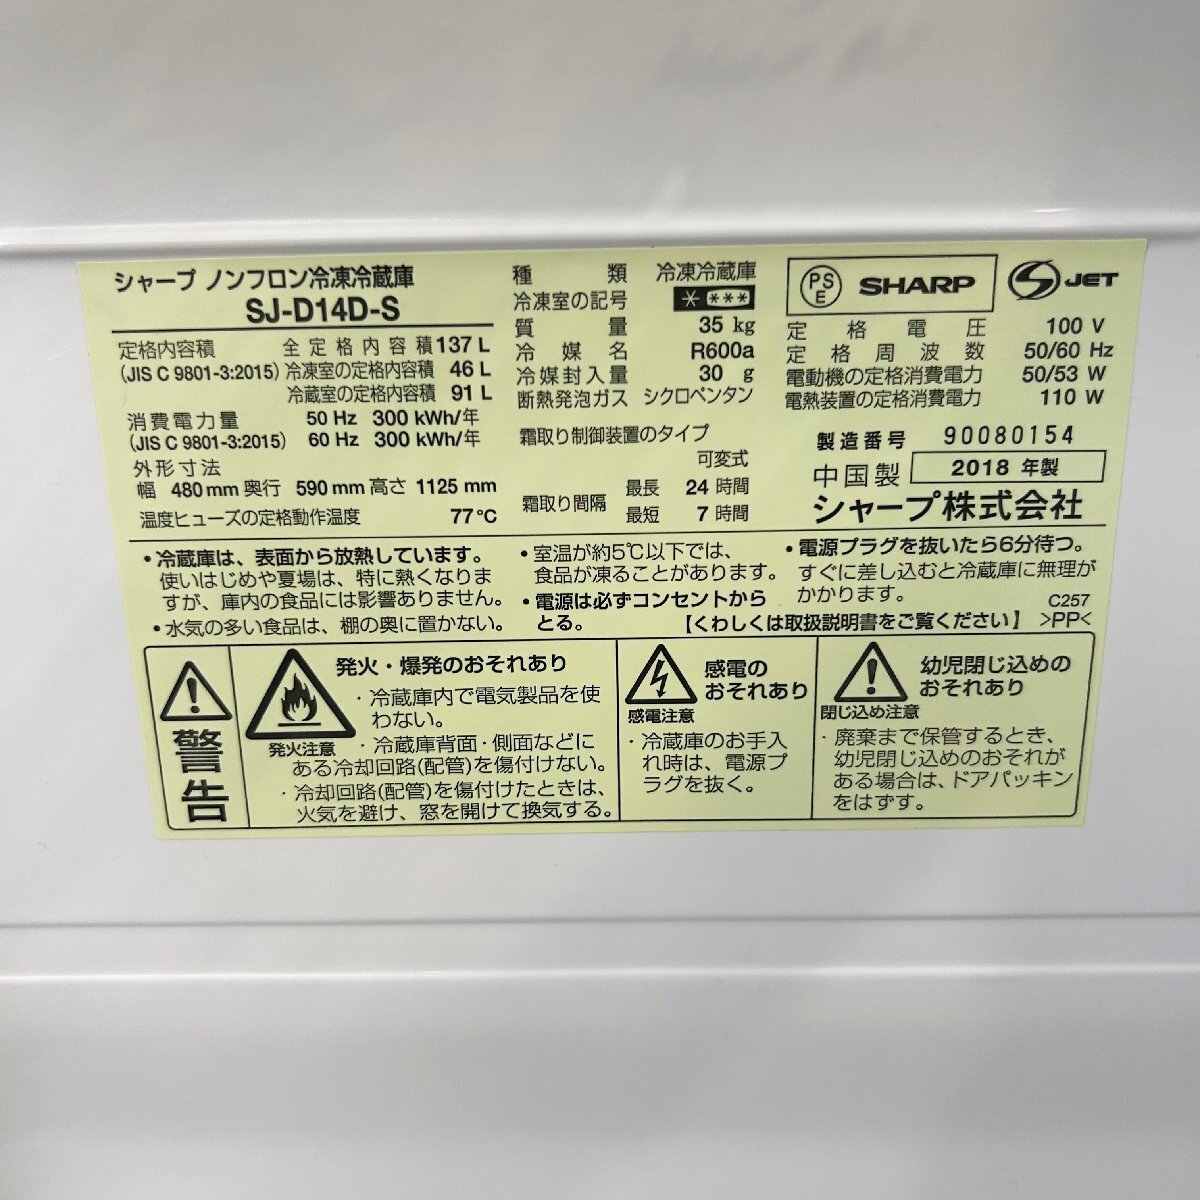 シャープ ノンフロン冷凍冷蔵庫
SJ-D14D-S
定格内容積 全定格内容積 137 L
(JIS C 9801-3:2015) 冷凍室の定格内容積 46 L
冷蔵室の定格内容積 91 L
消費電力量 50 Hz 300 kWh/年
(JIS C 9801-3:2015) 60 Hz 300 kWh/年
外形寸法
幅 480 mm 奥行 590 mm 高さ 1125 mm
温度ヒューズの定格動作温度 77℃
種類 冷凍冷蔵庫
冷凍室の記号 * ***
質量 35 kg
冷媒名 R600a
冷媒封入量 30 g
断熱発泡ガス シクロペンタン
霜取り制御装置のタイプ
可変式
霜取り間隔 最長 24 時間
最短 7 時間
PSE SHARP S-JET
定格電圧 100 V
定格周波数 50/60 Hz
電動機の定格消費電力 50/53 W
電熱装置の定格消費電力 110 W
製造番号 90080154
中国製 2018 年製
シャープ株式会社
・冷蔵庫は、表面から放熱しています。
使いはじめや夏場は、特に熱くなりま
すが、庫内の食品には影響ありません。
・水気の多い食品は、棚の奥に置かない。
・室温が約5℃以下では、
食品が凍ることがあります。
・電源は必ずコンセントから
とる。
・電源プラグを抜いたら6分待つ。
すぐに差し込むと冷蔵庫に無理が
かかります。
C257
【くわしくは取扱説明書をご覧ください】 >PP<
警告
発火注意
発火・爆発のおそれあり
・冷蔵庫内で電気製品を使
わない。
・冷蔵庫背面・側面などに
ある冷却回路(配管)を傷付けない。
・冷却回路(配管)を傷付けたときは、
火気を避け、窓を開けて換気する。
感電注意
感電の
おそれあり
・冷蔵庫のお手入
れ時は、電源プ
ラグを抜く。
閉じ込め注意
幼児閉じ込めの
おそれあり
・廃棄まで保管するとき、
幼児閉じ込めのおそれが
ある場合は、ドアパッキン
をはずす。